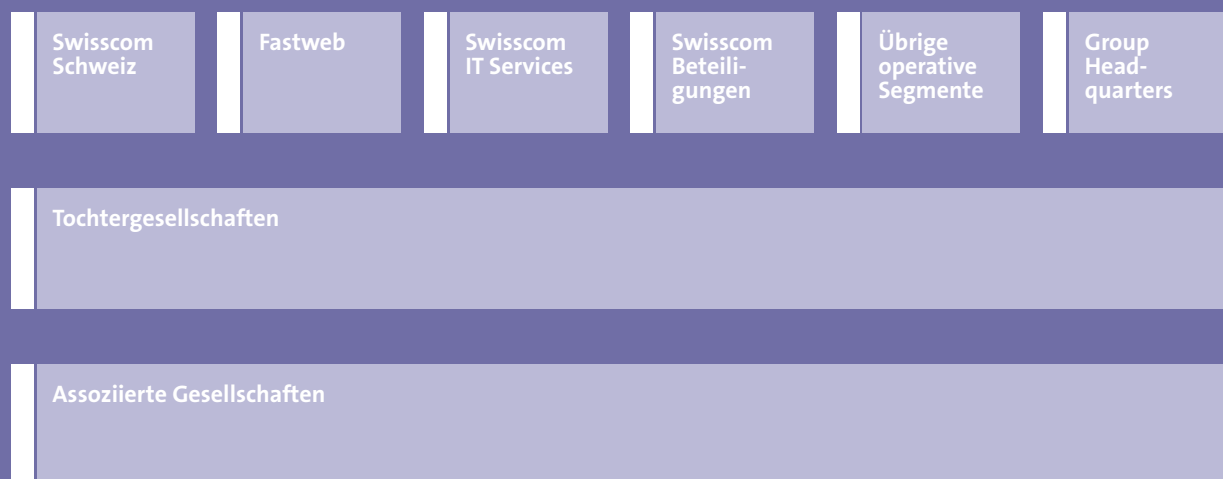 Swisscom
Schweiz
Fastweb
Swisscom
IT Services
Swisscom
Beteili-
gungen
Übrige
operative
Segmente
Group
Head-
quarters
Tochtergesellschaften
Assoziierte Gesellschaften